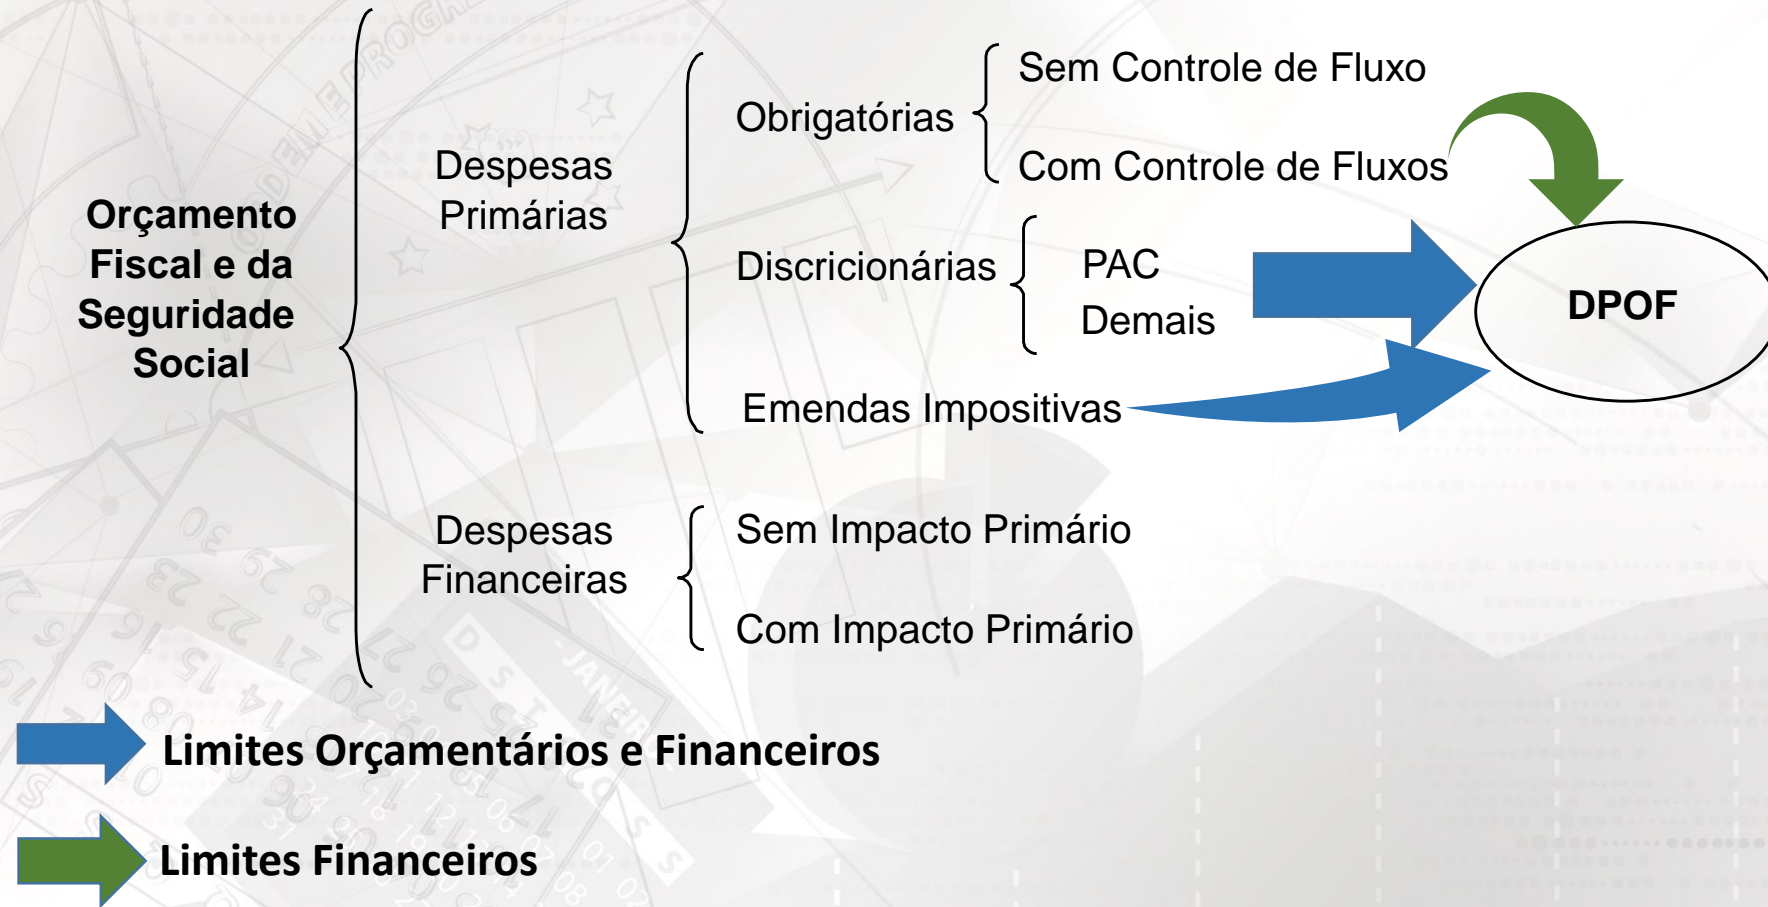 Orçamento
Fiscal e da
Seguridade
Social
Despesas
Primárias
Obrigatórias
Sem Controle de Fluxo
Com Controle de Fluxos
Discricionárias
PAC
Demais
Emendas Impositivas
DPOF
Despesas
Financeiras
Sem Impacto Primário
Com Impacto Primário
Limites Orçamentários e Financeiros
Limites Financeiros